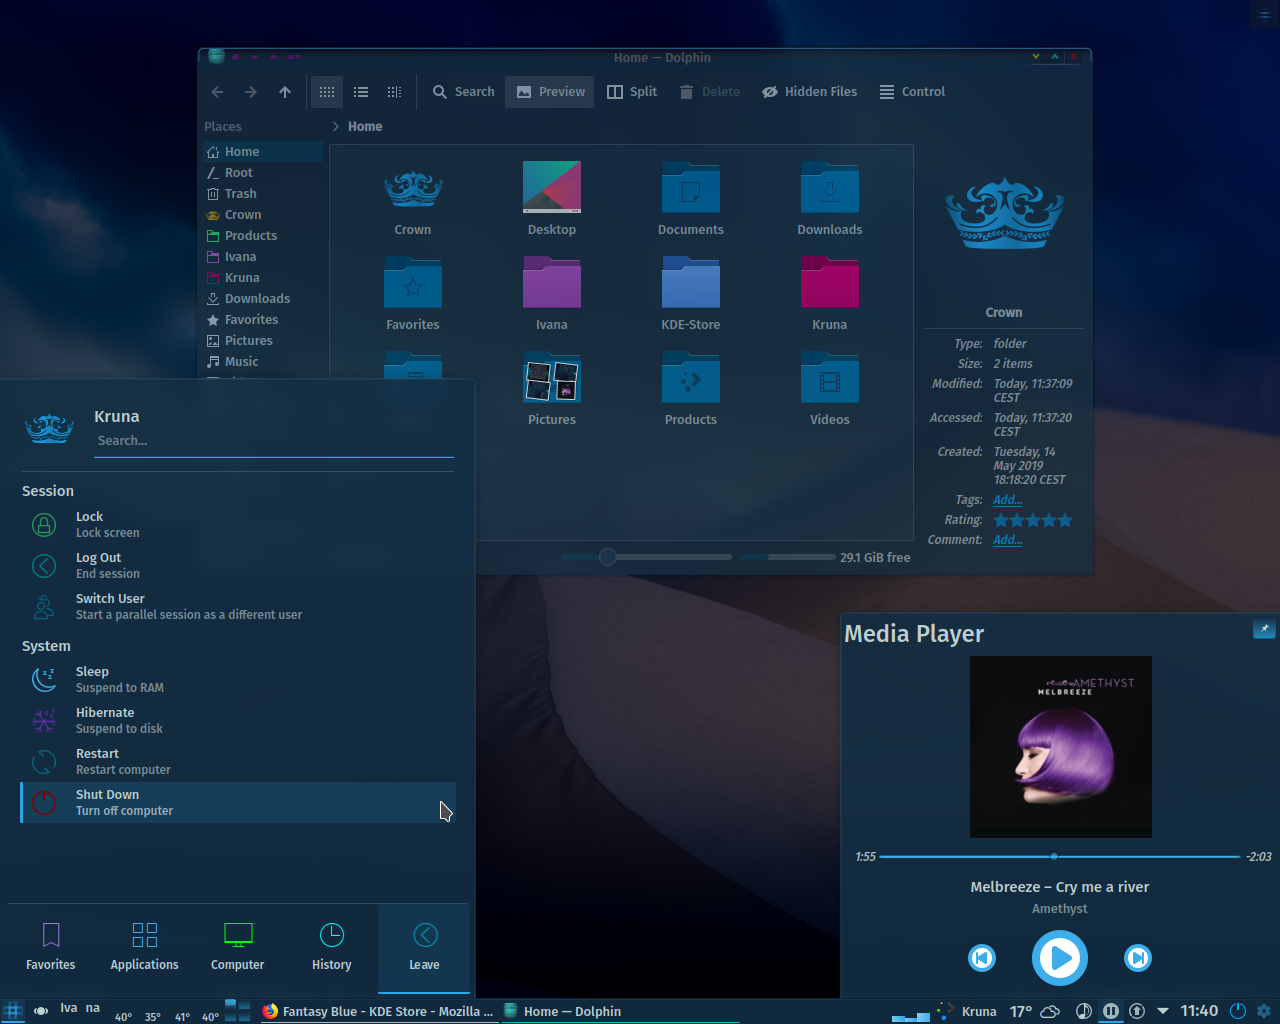 Home — Dolphin
Search
Preview
Split
Delete
Hidden Files
Control
Places
Home
Home
Root
Trash
Crown
Products
Ivana
Kruna
Downloads
Favorites
Pictures
Music
Crown
Desktop
Documents
Downloads
Favorites
Ivana
KDE-Store
Kruna
Pictures
Products
Videos
Crown
Type: folder
Size: 2 items
Modified: Today, 11:37:09
CEST
Accessed: Today, 11:37:20
CEST
Created: Tuesday, 14
May 2019
18:18:20 CEST
Tags: Add...
Rating:
Comment: Add...
29.1 GiB free
Kruna
Search...
Session
Lock
Lock screen
Log Out
End session
Switch User
Start a parallel session as a different user
System
Sleep
Suspend to RAM
Hibernate
Suspend to disk
Restart
Restart computer
Shut Down
Turn off computer
Favorites
Applications
Computer
History
Leave
Media Player
AMETHYST
MELBREEZE
1:55
-2:03
Melbreeze – Cry me a river
Amethyst
Iva na
40° 35° 41° 40°
Fantasy Blue - KDE Store - Mozilla ...
Home — Dolphin
Kruna
17°
11:40